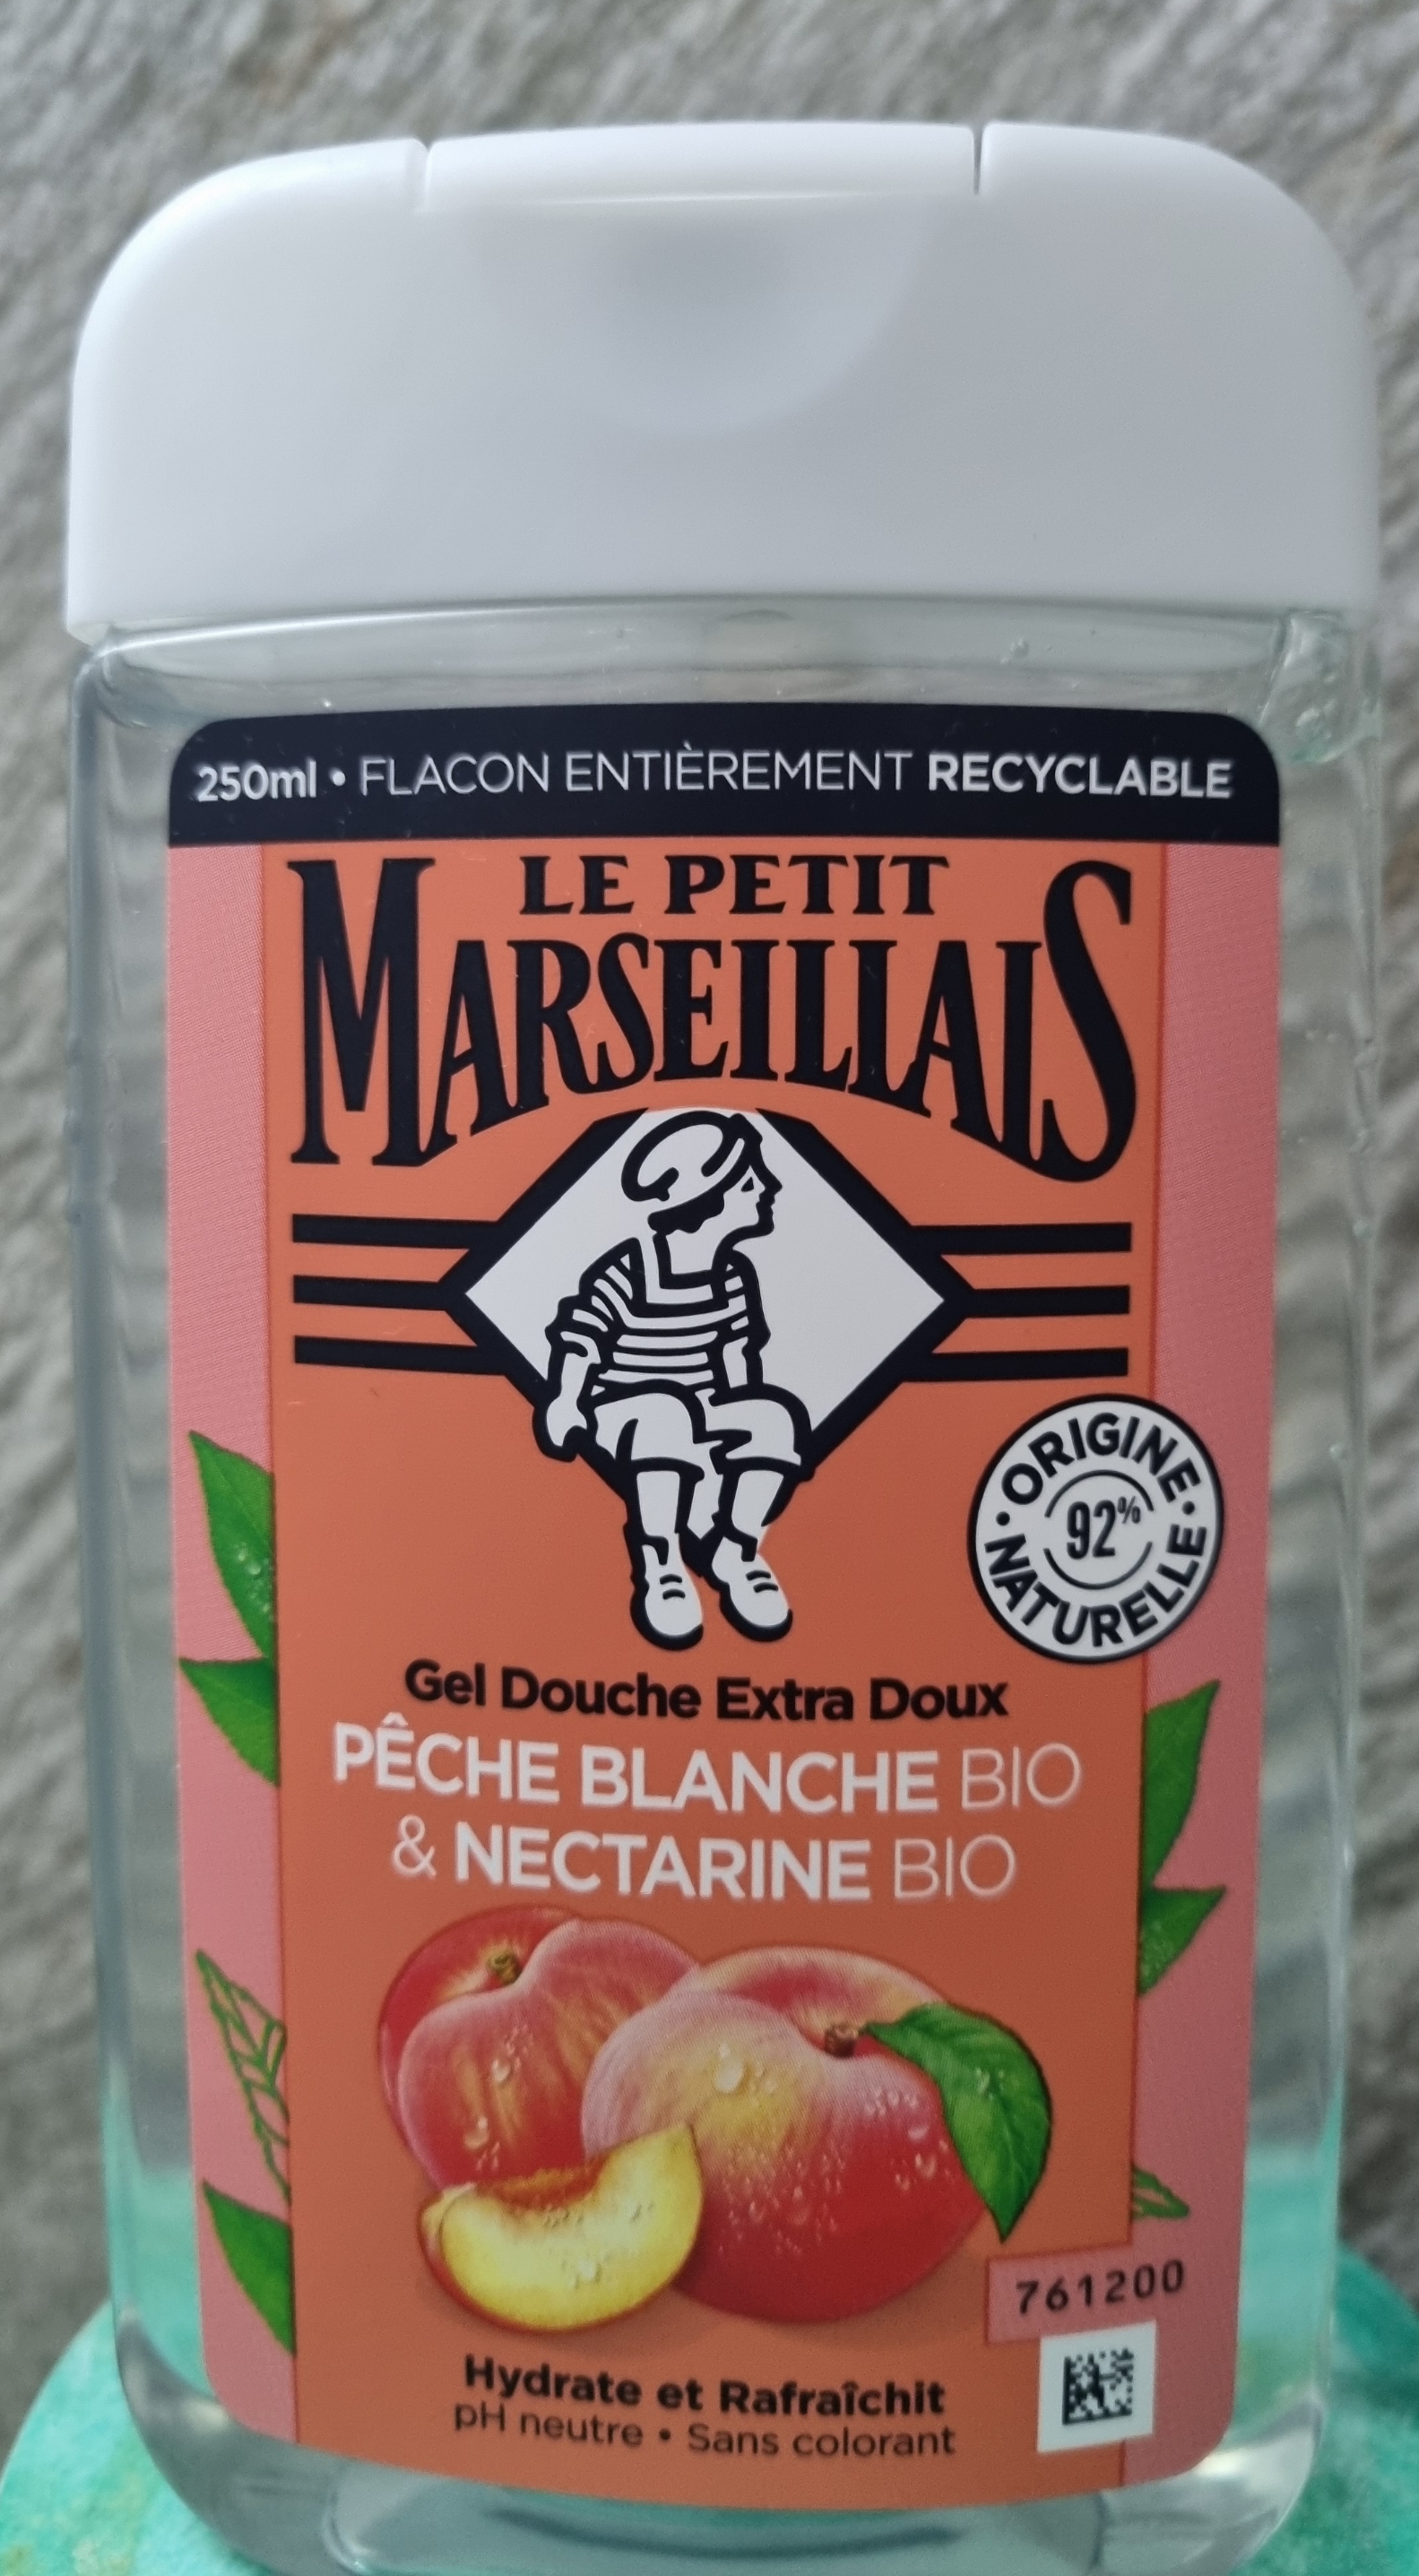 250ml • FLACON ENTIÈREMENT RECYCLABLE
LE PETIT
MARSEILLAIS
• ORIGINE •
92%
NATURELLE
Gel Douche Extra Doux
PÊCHE BLANCHE BIO
& NECTARINE BIO
761200
Hydrate et Rafraîchit
pH neutre • Sans colorant